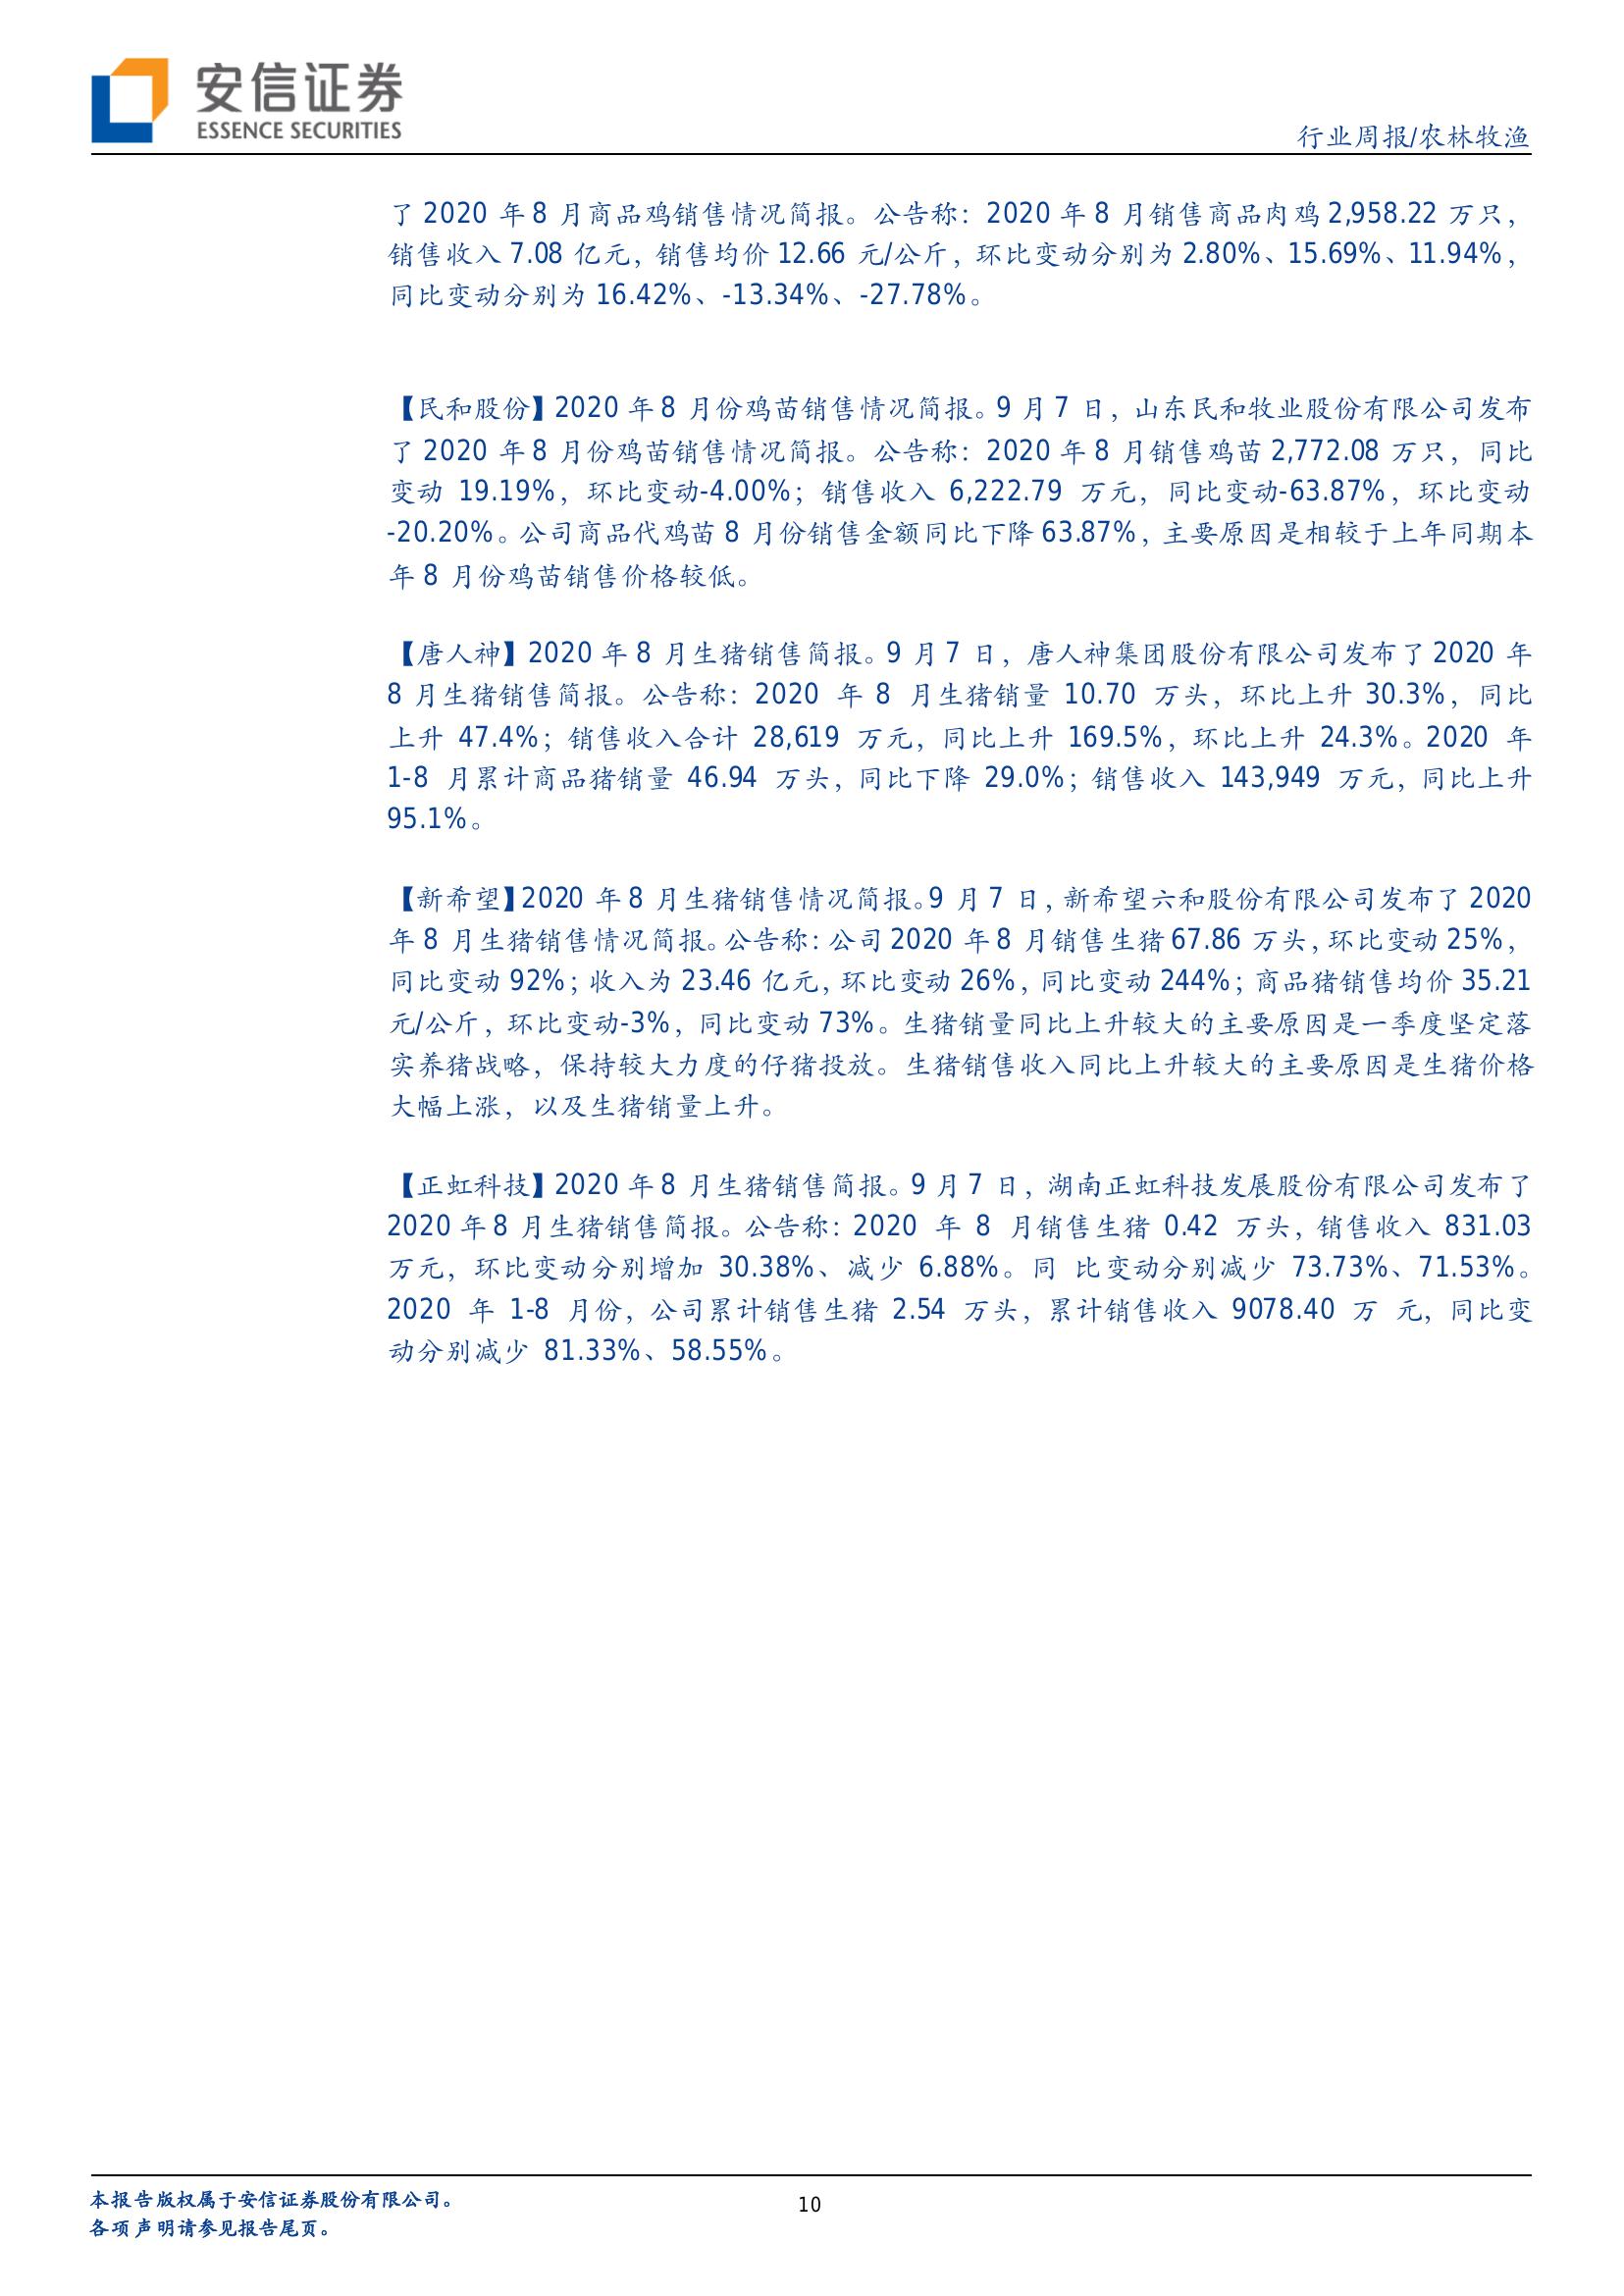 安信证券
ESSENCE SECURITIES
行业周报/农林牧渔
了 2020 年 8 月商品鸡销售情况简报。公告称：2020 年 8 月销售商品肉鸡 2,958.22 万只，
销售收入 7.08 亿元，销售均价 12.66 元/公斤，环比变动分别为 2.80%、15.69%、11.94%，
同比变动分别为 16.42%、-13.34%、-27.78%。
【民和股份】2020 年 8 月份鸡苗销售情况简报。9 月 7 日，山东民和牧业股份有限公司发布
了 2020 年 8 月份鸡苗销售情况简报。公告称：2020 年 8 月销售鸡苗 2,772.08 万只，同比
变动 19.19%，环比变动-4.00%；销售收入 6,222.79 万元，同比变动-63.87%，环比变动
-20.20%。公司商品代鸡苗 8 月份销售金额同比下降 63.87%，主要原因是相较于上年同期本
年 8 月份鸡苗销售价格较低。
【唐人神】2020 年 8 月生猪销售简报。9 月 7 日，唐人神集团股份有限公司发布了 2020 年
8 月生猪销售简报。公告称：2020 年 8 月生猪销量 10.70 万头，环比上升 30.3%，同比
上升 47.4%；销售收入合计 28,619 万元，同比上升 169.5%，环比上升 24.3%。2020 年
1-8 月累计商品猪销量 46.94 万头，同比下降 29.0%；销售收入 143,949 万元，同比上升
95.1%。
【新希望】2020 年 8 月生猪销售情况简报。9 月 7 日，新希望六和股份有限公司发布了 2020
年 8 月生猪销售情况简报。公告称：公司 2020 年 8 月销售生猪 67.86 万头，环比变动 25%，
同比变动 92%；收入为 23.46 亿元，环比变动 26%，同比变动 244%；商品猪销售均价 35.21
元/公斤，环比变动-3%，同比变动 73%。生猪销量同比上升较大的主要原因是一季度坚定落
实养猪战略，保持较大力度的仔猪投放。生猪销售收入同比上升较大的主要原因是生猪价格
大幅上涨，以及生猪销量上升。
【正虹科技】2020 年 8 月生猪销售简报。9 月 7 日，湖南正虹科技发展股份有限公司发布了
2020 年 8 月生猪销售简报。公告称：2020 年 8 月销售生猪 0.42 万头，销售收入 831.03
万元，环比变动分别增加 30.38%、减少 6.88%。同 比变动分别减少 73.73%、71.53%。
2020 年 1-8 月份，公司累计销售生猪 2.54 万头，累计销售收入 9078.40 万 元，同比变
动分别减少 81.33%、58.55%。
本报告版权属于安信证券股份有限公司。
各项声明请参见报告尾页。
10